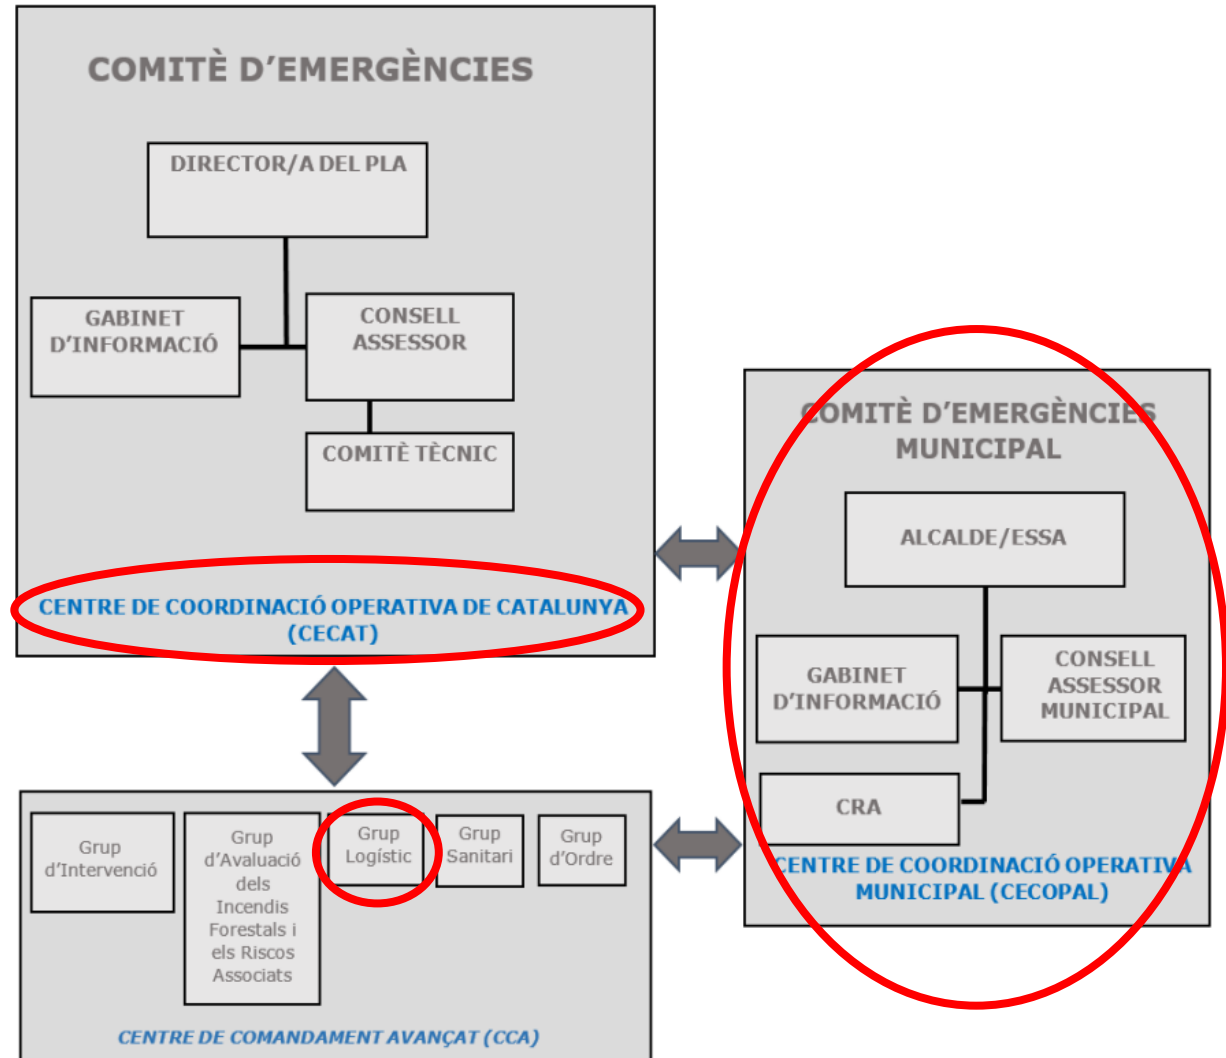 COMITÈ D'EMERGÈNCIES
DIRECTOR/A DEL PLA
GABINET
D'INFORMACIÓ
CONSELL
ASSESSOR
COMITÈ TÈCNIC
CENTRE DE COORDINACIÓ OPERATIVA DE CATALUNYA
(CECAT)
COMITÈ D'EMERGÈNCIES
MUNICIPAL
ALCALDE/ESSA
GABINET
D'INFORMACIÓ
CONSELL
ASSESSOR
MUNICIPAL
CRA
CENTRE DE COORDINACIÓ OPERATIVA
MUNICIPAL (CECOPAL)
Grup
d'Intervenció
Grup
d'Avaluació
dels
Incendis
Forestals i
els Riscos
Associats
Grup
Logístic
Grup
Sanitari
Grup
d'Ordre
CENTRE DE COMANDAMENT AVANÇAT (CCA)